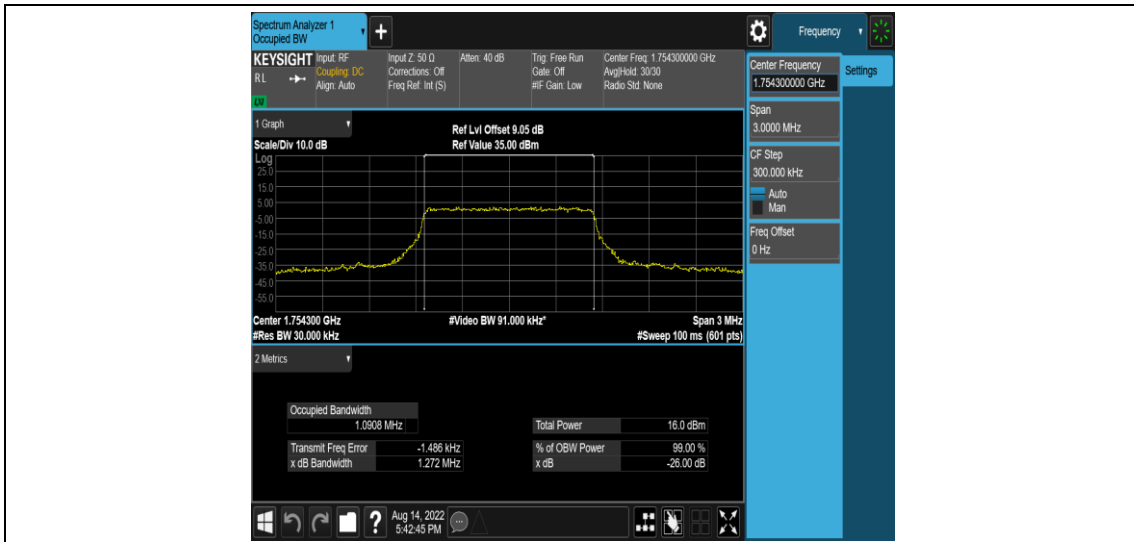 Spectrum Analyzer 1
Occupied BW
+
Frequency
KEYSIGHT
RL
LXI
Input: RF
Coupling: DC
Align: Auto
Input Z: 50 Ω
Corrections: Off
Freq Ref: Int (S)
Atten: 40 dB
Trig: Free Run
Gate: Off
#IF Gain: Low
Center Freq: 1.754300000 GHz
Avg|Hold: 30/30
Radio Std: None
Center Frequency
1.754300000 GHz
Settings
Span
3.0000 MHz
CF Step
300.000 kHz
Auto
Man
Freq Offset
0 Hz
1 Graph
Scale/Div 10.0 dB
Ref Lvl Offset 9.05 dB
Ref Value 35.00 dBm
Log
25.0
15.0
5.00
-5.00
-15.0
-25.0
-35.0
-45.0
-55.0
Center 1.754300 GHz
#Res BW 30.000 kHz
#Video BW 91.000 kHz*
Span 3 MHz
#Sweep 100 ms (601 pts)
2 Metrics
Occupied Bandwidth
1.0908 MHz
Total Power 16.0 dBm
Transmit Freq Error -1.486 kHz
% of OBW Power 99.00 %
x dB Bandwidth 1.272 MHz
x dB -26.00 dB
?
Aug 14, 2022
5:42:45 PM